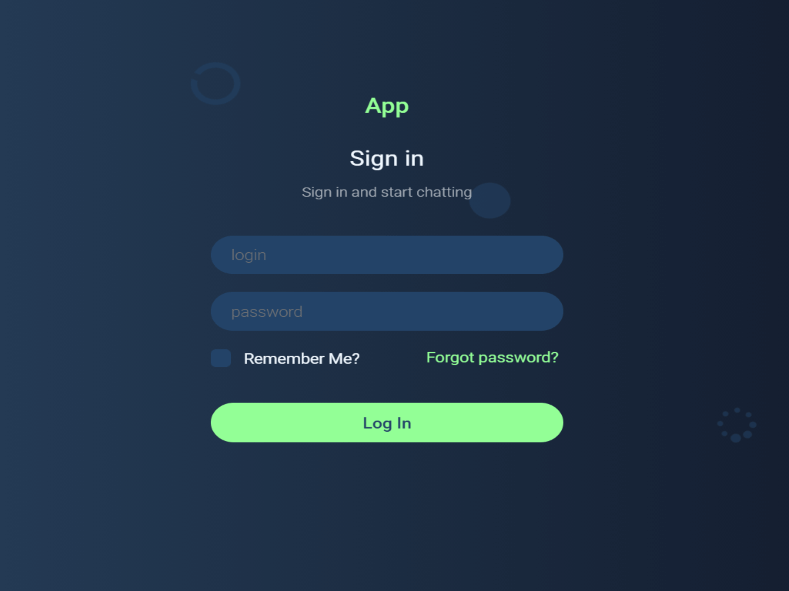 App
Sign in
Sign in and start chatting
login
password
Remember Me?
Forgot password?
Log In